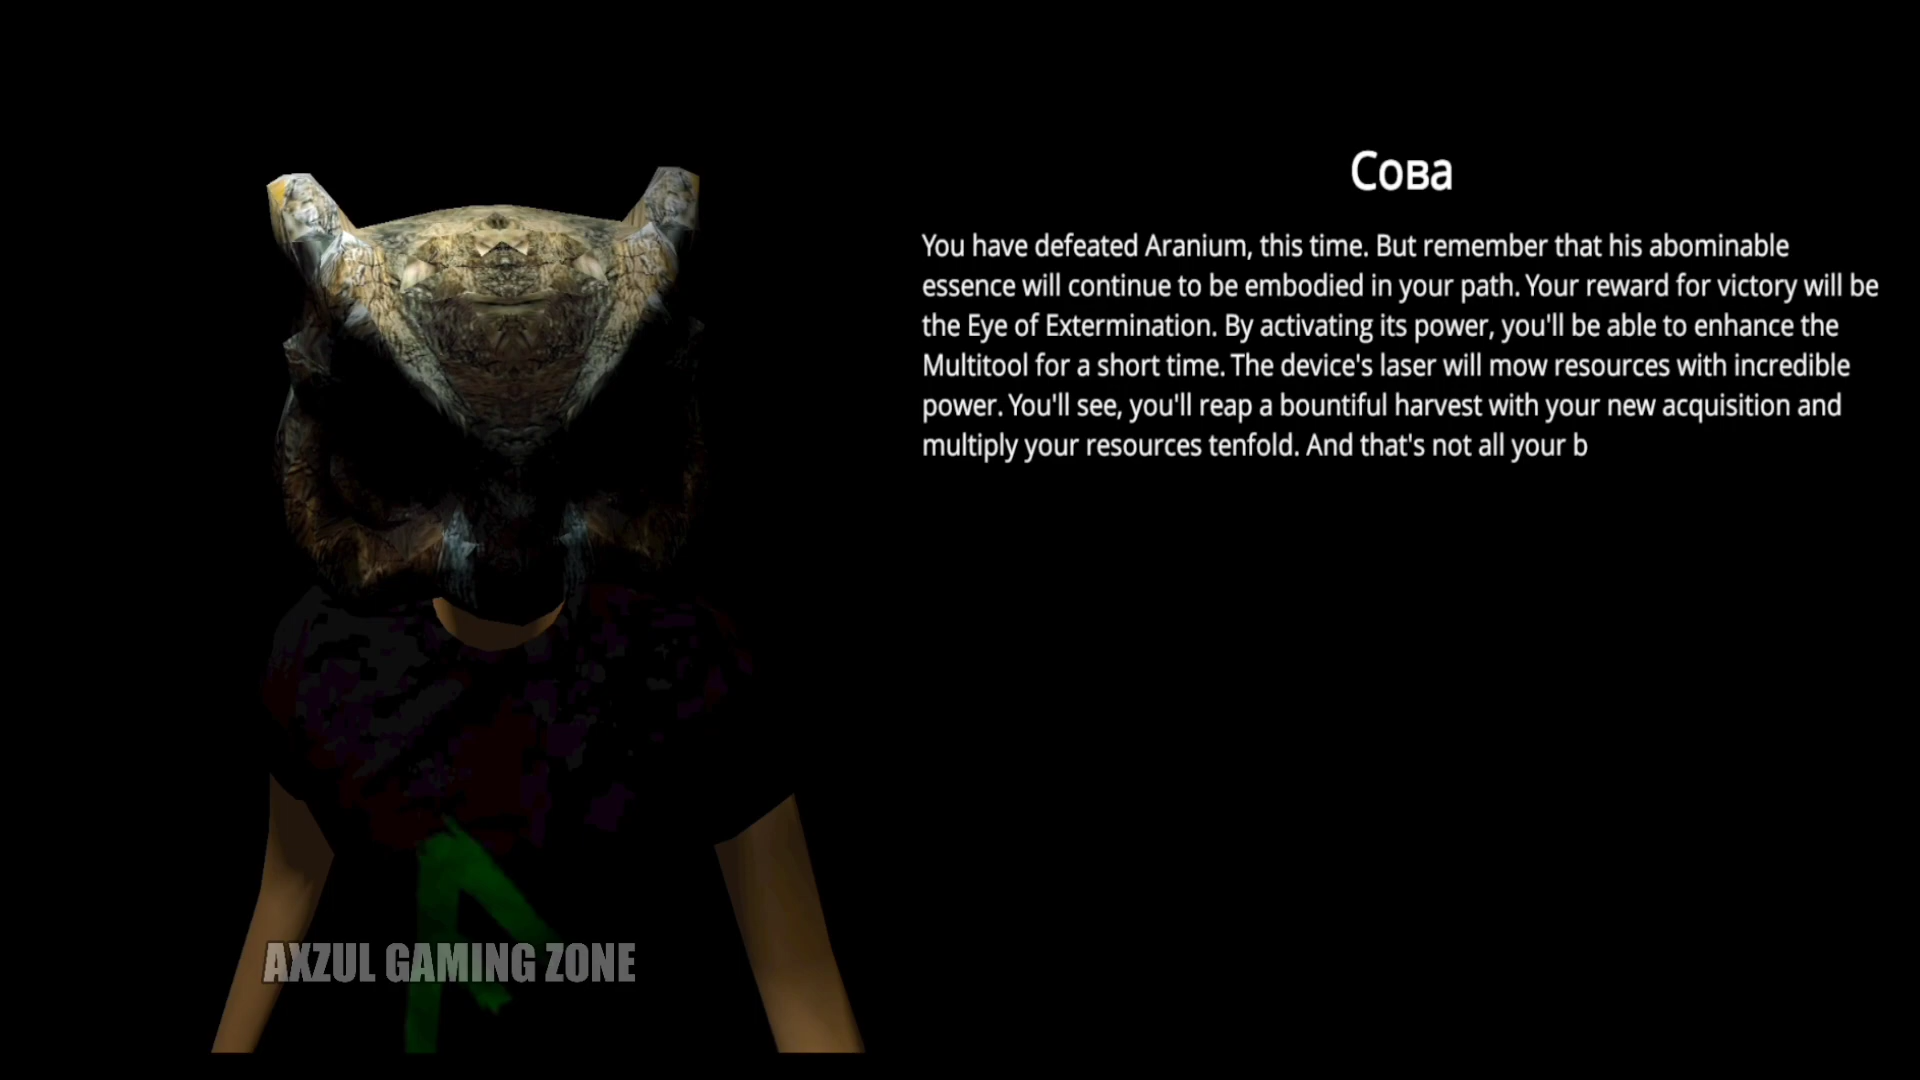 Сова
You have defeated Aranium, this time. But remember that his abominable
essence will continue to be embodied in your path. Your reward for victory will be
the Eye of Extermination. By activating its power, you'll be able to enhance the
Multitool for a short time. The device's laser will mow resources with incredible
power. You'll see, you'll reap a bountiful harvest with your new acquisition and
multiply your resources tenfold. And that's not all your b
AXZUL GAMING ZONE